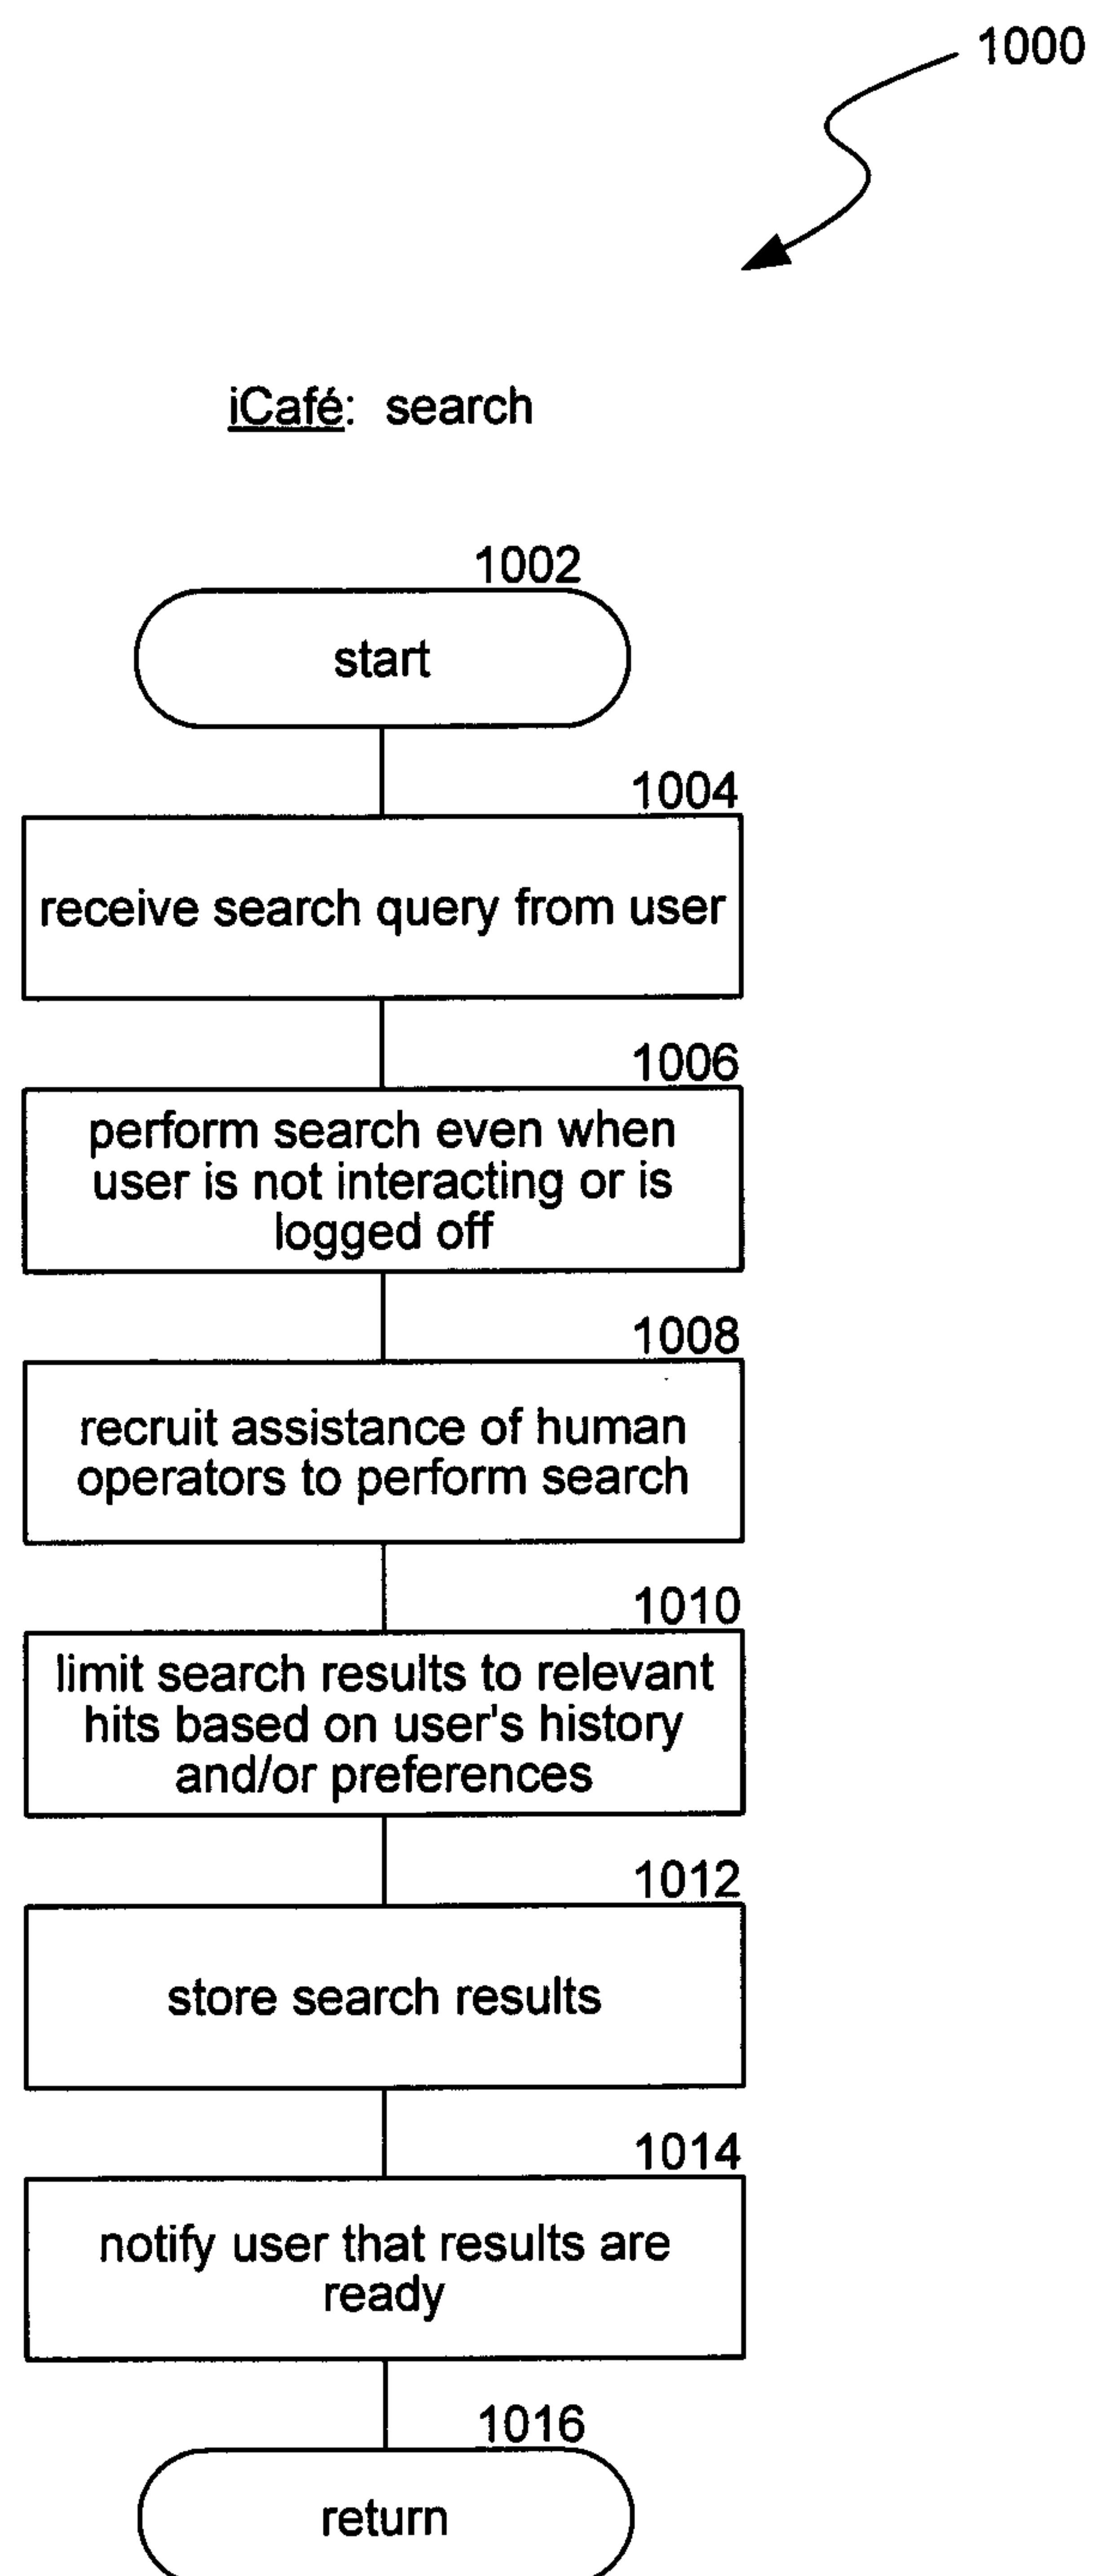 1000
iCafé: search
1002
start
1004
receive search query from user
1006
perform search even when
user is not interacting or is
logged off
1008
recruit assistance of human
operators to perform search
1010
limit search results to relevant
hits based on user's history
and/or preferences
1012
store search results
1014
notify user that results are
ready
1016
return